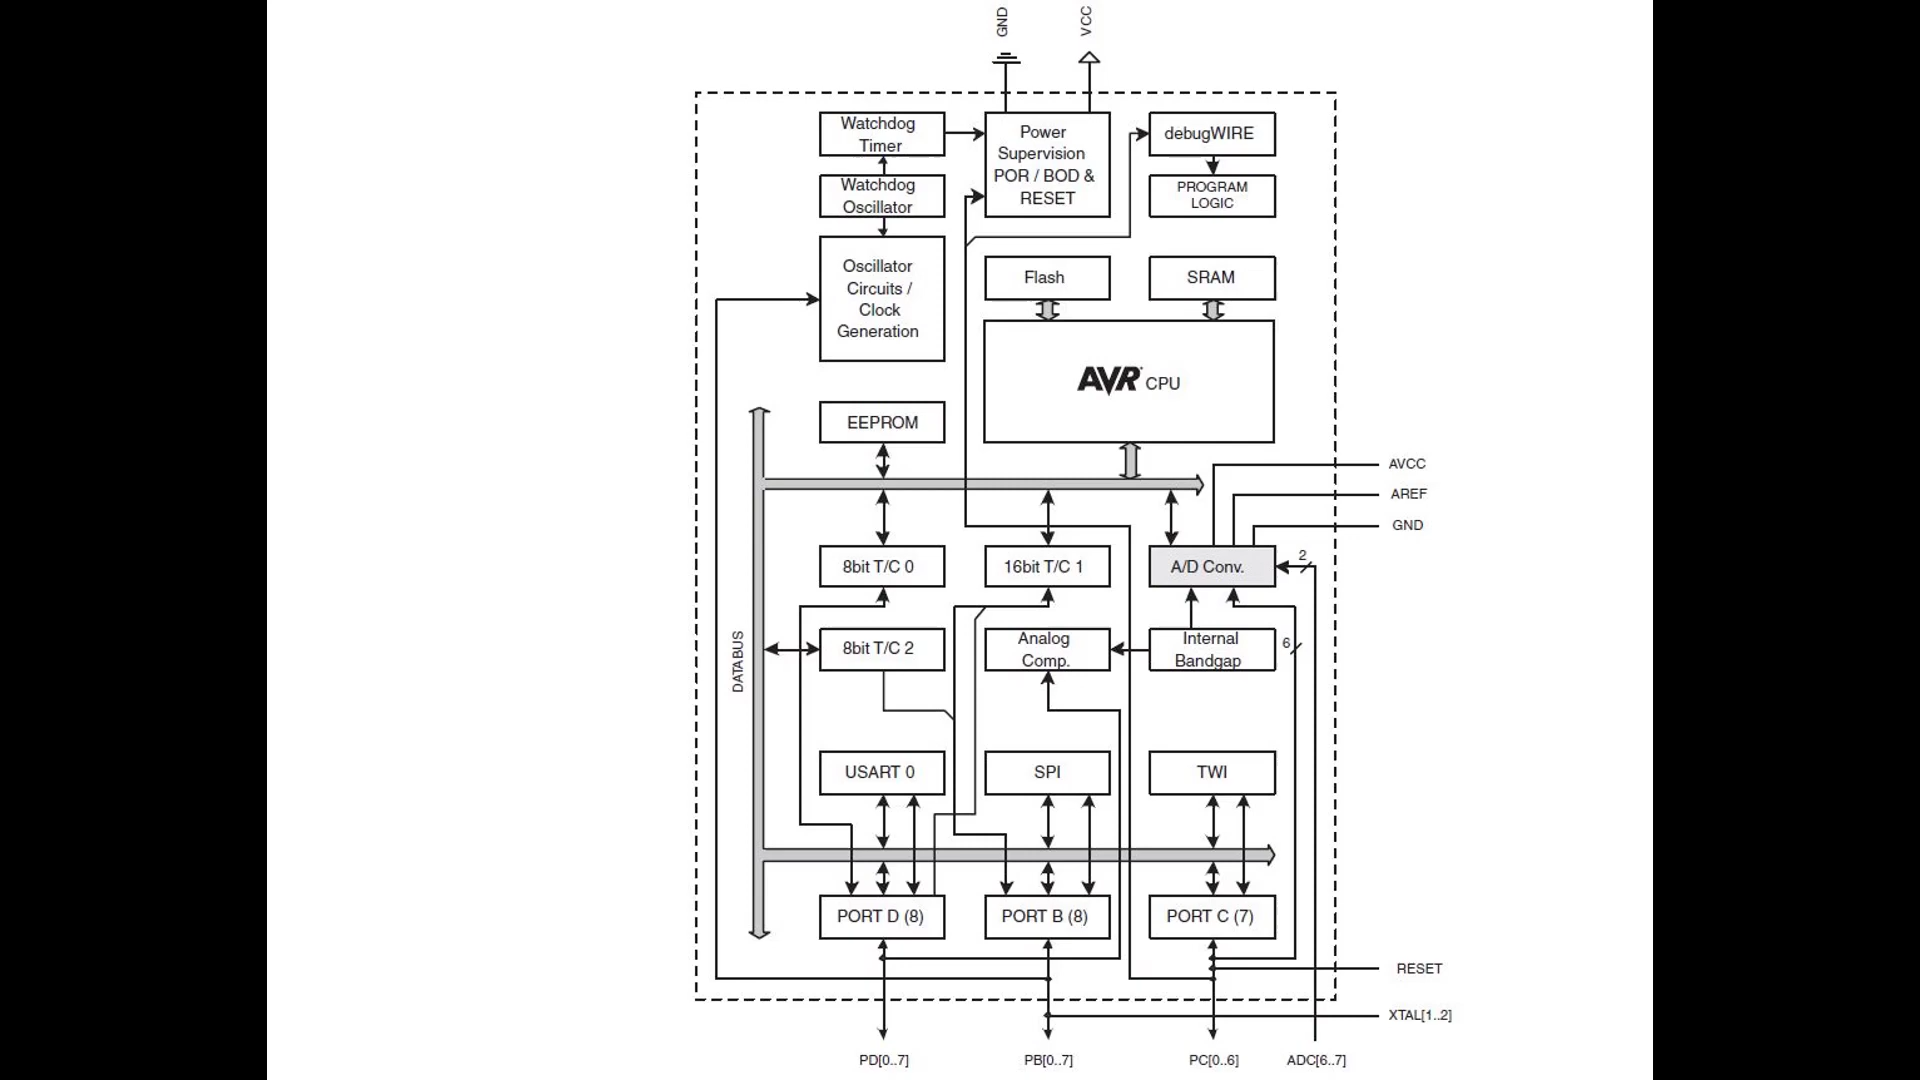 GND
VCC
Watchdog
Timer
Power
Supervision
POR / BOD &
RESET
debugWIRE
Watchdog
Oscillator
PROGRAM
LOGIC
Oscillator
Circuits /
Clock
Generation
Flash
SRAM
AVR CPU
EEPROM
AVCC
AREF
GND
8bit T/C 0
16bit T/C 1
A/D Conv.
2
DATABUS
8bit T/C 2
Analog
Comp.
Internal
Bandgap
6
USART 0
SPI
TWI
PORT D (8)
PORT B (8)
PORT C (7)
RESET
XTAL[1..2]
PD[0..7]
PB[0..7]
PC[0..6]
ADC[6..7]